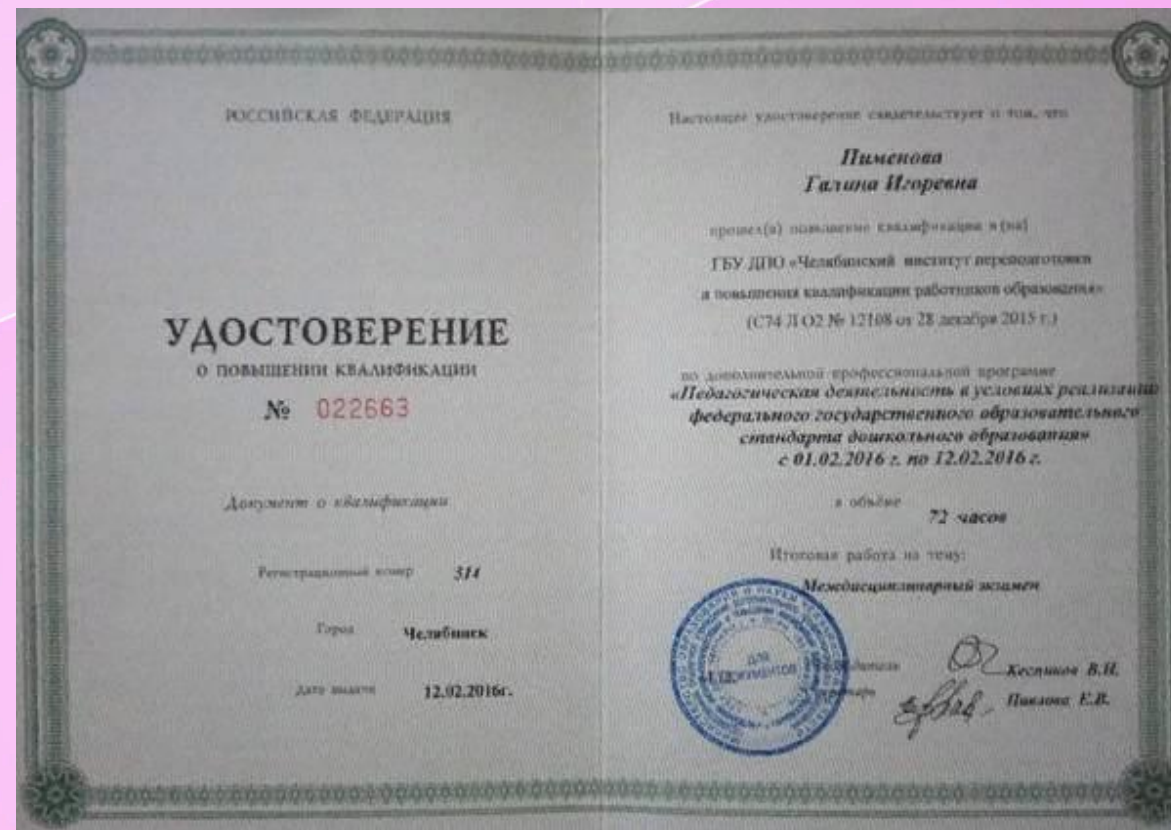 РОССИЙСКАЯ ФЕДЕРАЦИЯ
УДОСТОВЕРЕНИЕ
О ПОВЫШЕНИИ КВАЛИФИКАЦИИ
№ 022663
Документ о квалификации
Регистрационный номер 314
Город Челябинск
Дата выдачи 12.02.2016г.
Настоящее удостоверение свидетельствует о том, что
Пименова
Галина Игоревна
прошел(а) повышение квалификации в (на)
ГБУ ДПО «Челябинский институт переподготовки
и повышения квалификации работников образования»
(С74 Л О2 № 12108 от 28 декабря 2015 г.)
по дополнительной профессиональной программе
«Педагогическая деятельность в условиях реализации
федерального государственного образовательного
стандарта дошкольного образования»
с 01.02.2016 г. по 12.02.2016 г.
в объёме
72 часов
Итоговая работа на тему:
Междисциплинарный экзамен
для
документов
Кеспиков В.Н.
Павлова Е.В.